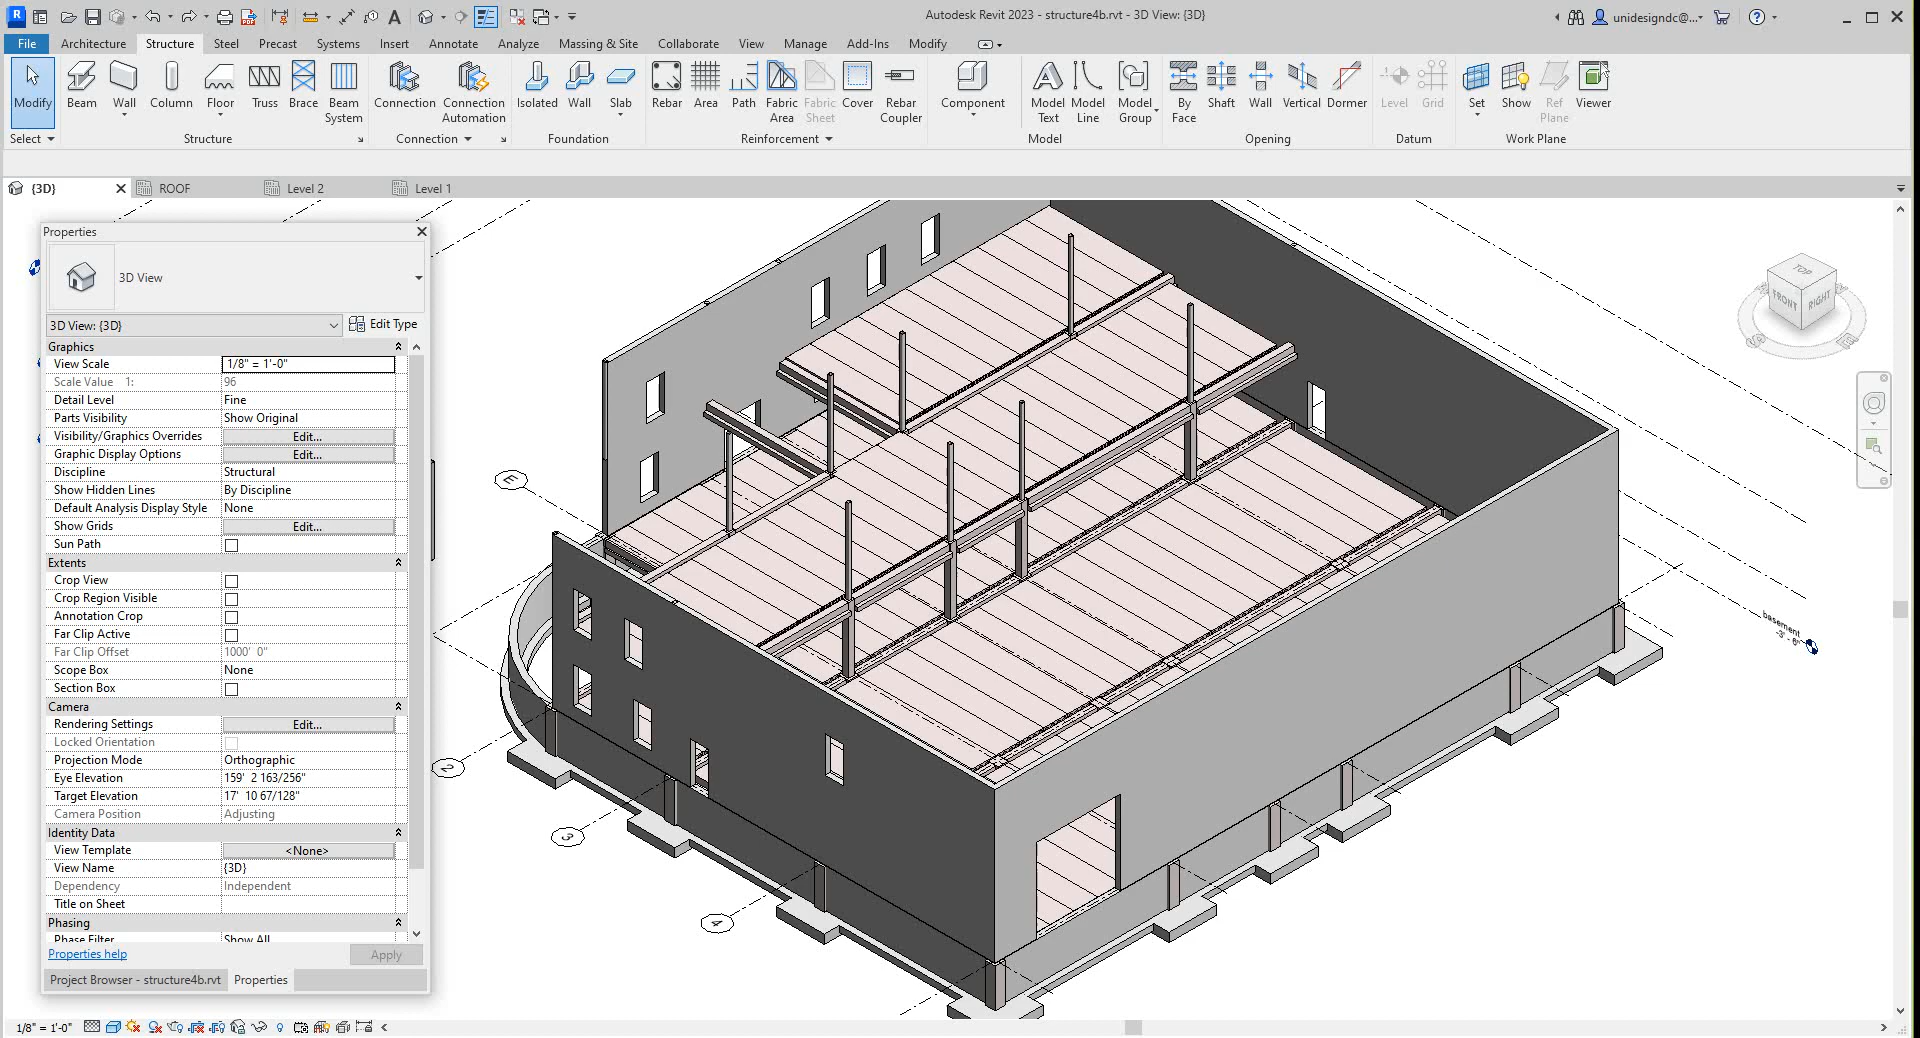 Autodesk Revit 2023 - structure4b.rvt - 3D View: {3D}
unidesigndc@...
File Architecture Structure Steel Precast Systems Insert Annotate Analyze Massing & Site Collaborate View Manage Add-Ins Modify
Modify Beam Wall Column Floor Truss Brace Beam System Connection Connection Automation Isolated Wall Slab Rebar Area Path Fabric Area Fabric Sheet Cover Rebar Coupler Component Model Text Model Line Model Group By Face Shaft Wall Vertical Dormer Level Grid Set Show Ref Plane Viewer
Select Structure Connection Foundation Reinforcement Model Opening Datum Work Plane
{3D} ROOF Level 2 Level 1
Properties
3D View
3D View: {3D} Edit Type
Graphics
View Scale 1/8" = 1'-0"
Scale Value 1: 96
Detail Level Fine
Parts Visibility Show Original
Visibility/Graphics Overrides Edit...
Graphic Display Options Edit...
Discipline Structural
Show Hidden Lines By Discipline
Default Analysis Display Style None
Show Grids Edit...
Sun Path
Extents
Crop View
Crop Region Visible
Annotation Crop
Far Clip Active
Far Clip Offset 1000' 0"
Scope Box None
Section Box
Camera
Rendering Settings Edit...
Locked Orientation
Projection Mode Orthographic
Eye Elevation 159' 2 163/256"
Target Elevation 17' 10 67/128"
Camera Position Adjusting
Identity Data
View Template <None>
View Name {3D}
Dependency Independent
Title on Sheet
Phasing
Phase Filter Show All
Properties help Apply
Project Browser - structure4b.rvt Properties
1/8" = 1'-0"
E
2
3
4
basement
-3' - 6"
TOP
FRONT
RIGHT